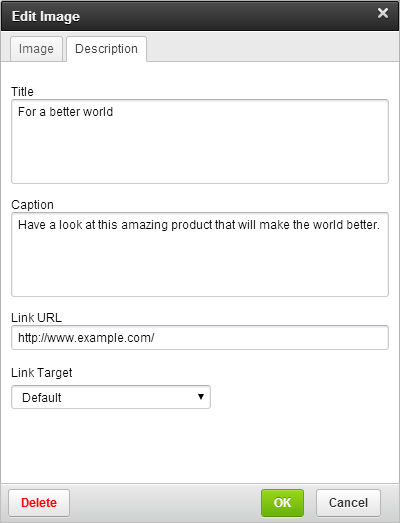 Edit Image
Image Description
Title
For a better world
Caption
Have a look at this amazing product that will make the world better.
Link URL
http://www.example.com/
Link Target
Default
Delete OK Cancel